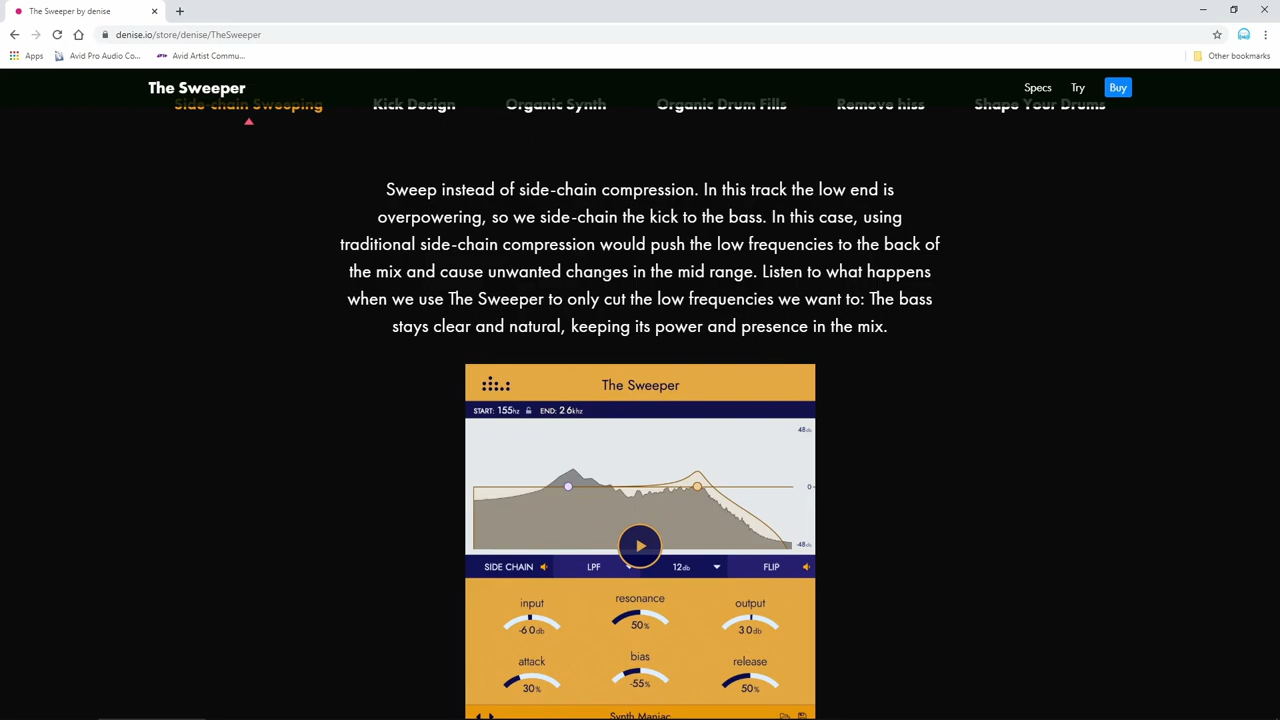 The Sweeper by denise
denise.io/store/denise/TheSweeper
Apps
Avid Pro Audio Co...
Avid Artist Commu...
Other bookmarks
The Sweeper
Specs
Try
Buy
Side-chain Sweeping
Kick Design
Organic Synth
Organic Drum Fills
Remove hiss
Shape Your Drums
Sweep instead of side-chain compression. In this track the low end is
overpowering, so we side-chain the kick to the bass. In this case, using
traditional side-chain compression would push the low frequencies to the back of
the mix and cause unwanted changes in the mid range. Listen to what happens
when we use The Sweeper to only cut the low frequencies we want to: The bass
stays clear and natural, keeping its power and presence in the mix.
The Sweeper
START: 155hz END: 2.6khz
48db
0
-48db
SIDE CHAIN
LPF
12db
FLIP
input
-6.0db
resonance
50%
output
3.0db
attack
30%
bias
-55%
release
50%
Synth Maniac